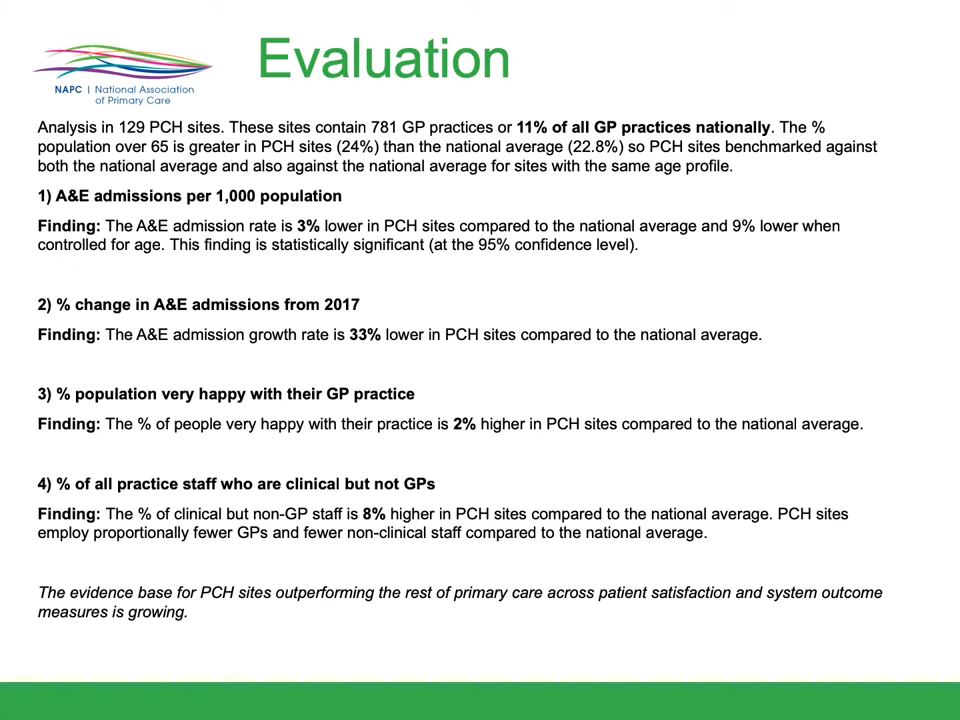 Evaluation
NAPC | National Association
of Primary Care
Analysis in 129 PCH sites. These sites contain 781 GP practices or 11% of all GP practices nationally. The %
population over 65 is greater in PCH sites (24%) than the national average (22.8%) so PCH sites benchmarked against
both the national average and also against the national average for sites with the same age profile.
1) A&E admissions per 1,000 population
Finding: The A&E admission rate is 3% lower in PCH sites compared to the national average and 9% lower when
controlled for age. This finding is statistically significant (at the 95% confidence level).
2) % change in A&E admissions from 2017
Finding: The A&E admission growth rate is 33% lower in PCH sites compared to the national average.
3) % population very happy with their GP practice
Finding: The % of people very happy with their practice is 2% higher in PCH sites compared to the national average.
4) % of all practice staff who are clinical but not GPs
Finding: The % of clinical but non-GP staff is 8% higher in PCH sites compared to the national average. PCH sites
employ proportionally fewer GPs and fewer non-clinical staff compared to the national average.
The evidence base for PCH sites outperforming the rest of primary care across patient satisfaction and system outcome
measures is growing.